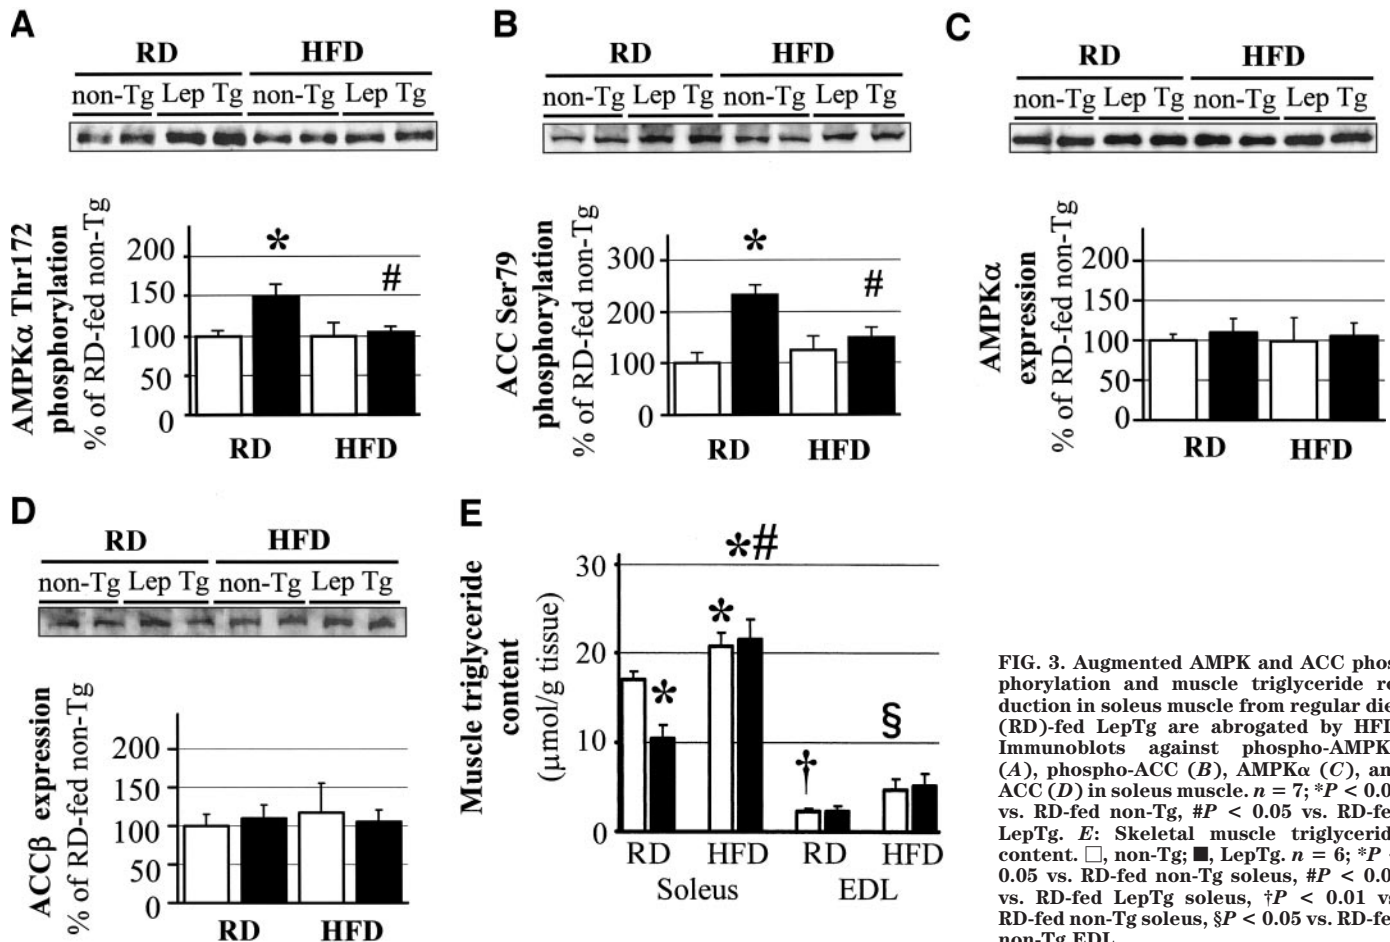 A
RD HFD
non-Tg Lep Tg non-Tg Lep Tg
AMPKα Thr172
phosphorylation
% of RD-fed non-Tg
200
150
100
50
0
*
#
RD HFD
B
RD HFD
non-Tg Lep Tg non-Tg Lep Tg
ACC Ser79
phosphorylation
% of RD-fed non-Tg
300
200
100
0
*
#
RD HFD
C
RD HFD
non-Tg Lep Tg non-Tg Lep Tg
AMPKα
expression
% of RD-fed non-Tg
200
150
100
50
0
RD HFD
D
RD HFD
non-Tg Lep Tg non-Tg Lep Tg
ACCβ expression
% of RD-fed non-Tg
200
150
100
50
0
RD HFD
E
Muscle triglyceride
content
(μmol/g tissue)
30
20
10
0
*
*
*#
†
§
RD HFD RD HFD
Soleus EDL
FIG. 3. Augmented AMPK and ACC phos-
phorylation and muscle triglyceride re-
duction in soleus muscle from regular die
(RD)-fed LepTg are abrogated by HFD
Immunoblots against phospho-AMPK
(A), phospho-ACC (B), AMPKα (C), an
ACC (D) in soleus muscle. n = 7; *P < 0.0
vs. RD-fed non-Tg, #P < 0.05 vs. RD-fe
LepTg. E: Skeletal muscle triglycerid
content. □, non-Tg; ■, LepTg. n = 6; *P <
0.05 vs. RD-fed non-Tg soleus, #P < 0.0
vs. RD-fed LepTg soleus, †P < 0.01 vs
RD-fed non-Tg soleus, §P < 0.05 vs. RD-fe
non-Tg EDL